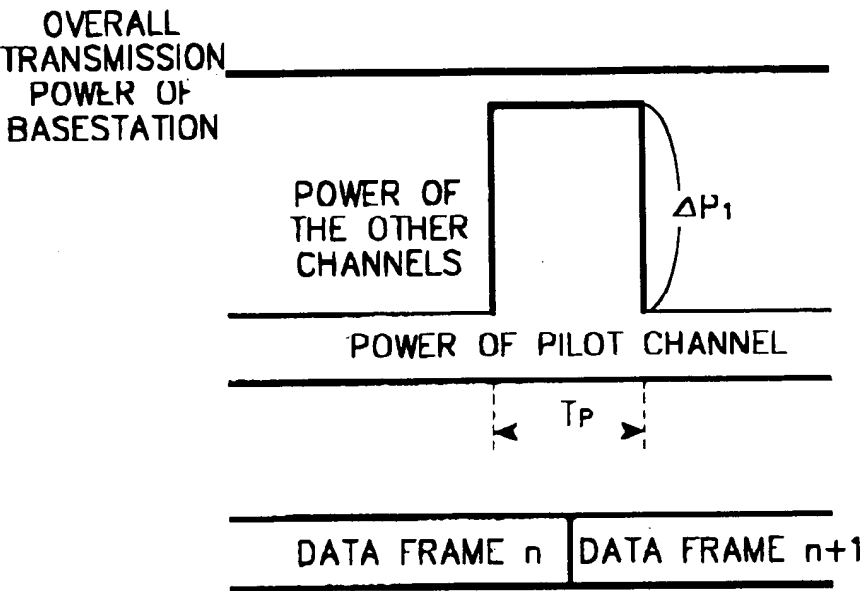 OVERALL
TRANSMISSION
POWER OF
BASESTATION
POWER OF
THE OTHER
CHANNELS
ΔP1
POWER OF PILOT CHANNEL
TP
DATA FRAME n
DATA FRAME n+1